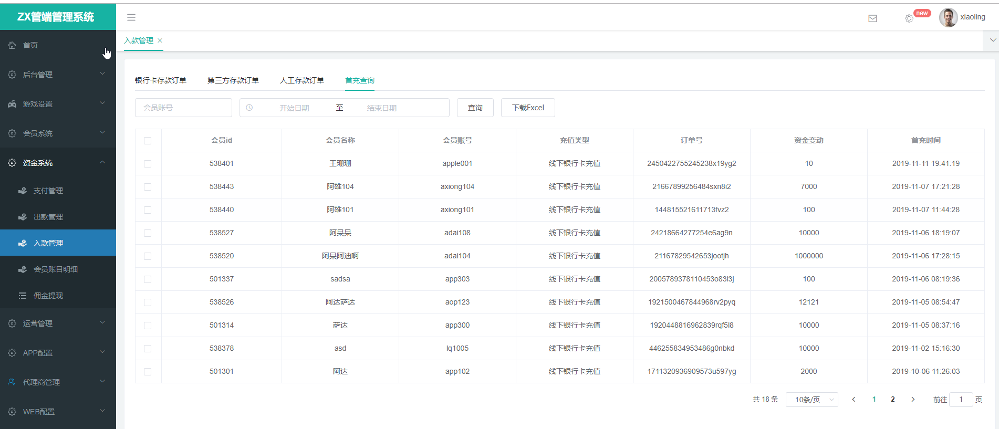 ZX管端管理系统
new
xiaoling
首页
后台管理
游戏设置
会员系统
资金系统
支付管理
出款管理
入款管理
会员账目明细
佣金提现
运营管理
APP配置
代理商管理
WEB配置
入款管理
银行卡存款订单 第三方存款订单 人工存款订单 首充查询
会员账号 开始日期 至 结束日期 查询 下载Excel
会员id 会员名称 会员账号 充值类型 订单号 资金变动 首充时间
538401 王珊珊 apple001 线下银行卡充值 2450422755245238x19yg2 10 2019-11-11 19:41:19
538443 阿雄104 axiong104 线下银行卡充值 21667899256484sxn8i2 7000 2019-11-07 17:21:28
538440 阿雄101 axiong101 线下银行卡充值 144815521611713fvz2 100 2019-11-07 11:44:28
538527 阿呆呆 adai108 线下银行卡充值 24218664277254e6ag9n 10000 2019-11-06 18:19:07
538520 阿呆阿迪啊 adai104 线下银行卡充值 21167829542653jootjh 1000000 2019-11-06 17:28:15
501337 sadsa app303 线下银行卡充值 2005789378110453o83i3j 100 2019-11-06 08:19:36
538526 阿达萨达 aop123 线下银行卡充值 1921500467844968rv2pyq 12121 2019-11-05 08:54:47
501314 萨达 app300 线下银行卡充值 1920448816962839rqf5l8 10000 2019-11-05 08:37:16
538378 asd lq1005 线下银行卡充值 446255834953486g0nbkd 10000 2019-11-02 15:16:30
501301 阿达 app102 线下银行卡充值 1711320936909573u597yg 2000 2019-10-06 11:26:03
共 18 条 10条/页 1 2 前往 1 页